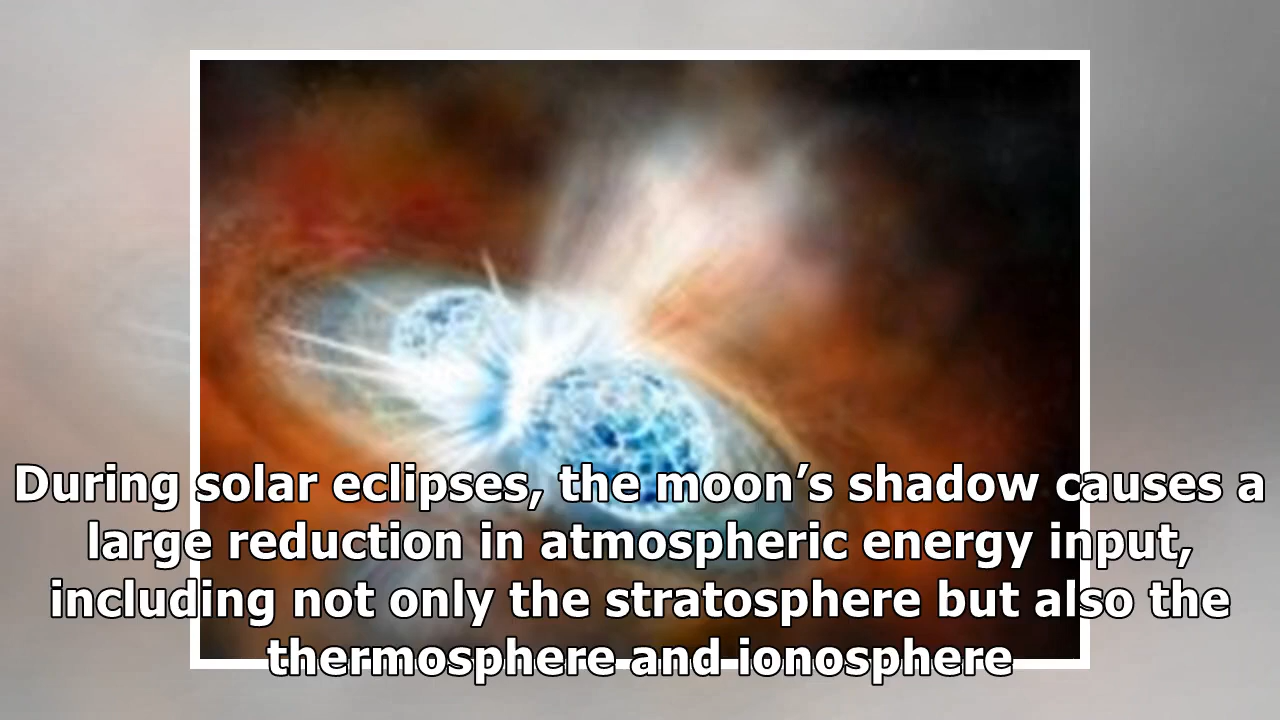 During solar eclipses, the moon’s shadow causes a
large reduction in atmospheric energy input,
including not only the stratosphere but also the
thermosphere and ionosphere